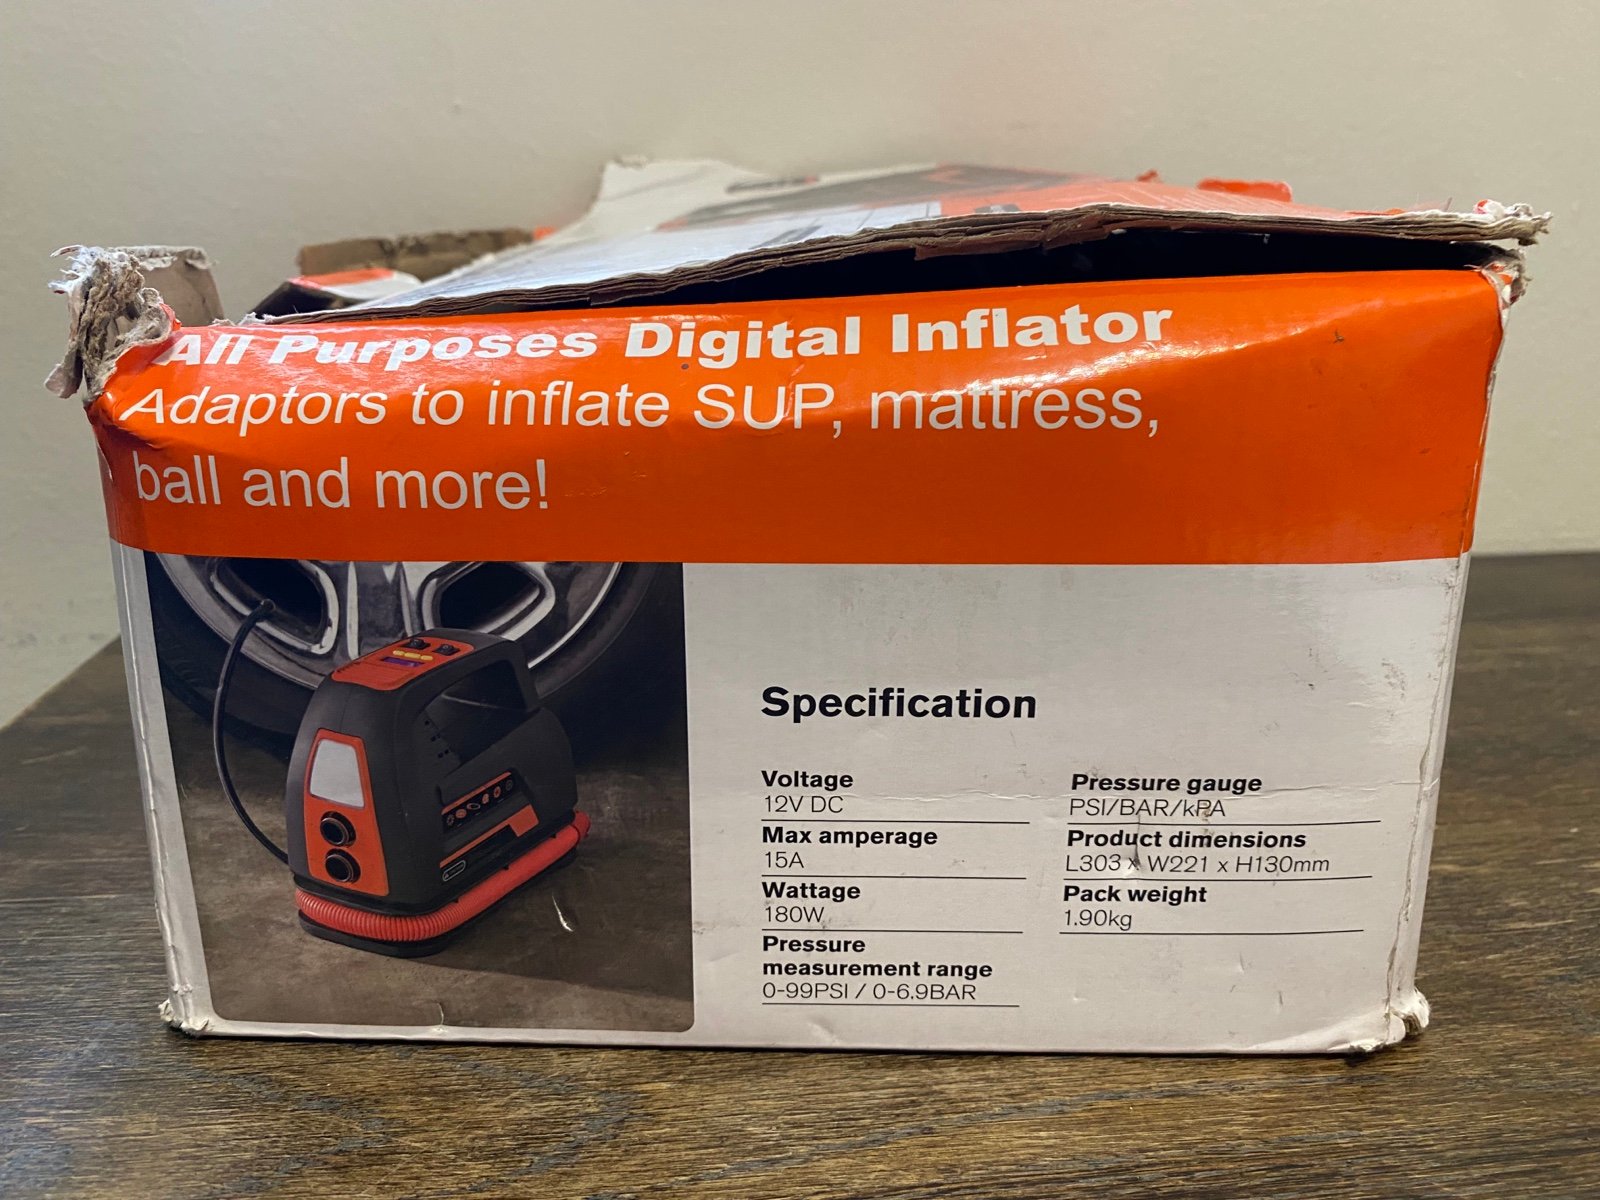 All Purposes Digital Inflator
Adaptors to inflate SUP, mattress,
ball and more!
Specification
Voltage
12V DC
Max amperage
15A
Wattage
180W
Pressure
measurement range
0-99PSI / 0-6.9BAR
Pressure gauge
PSI/BAR/kPA
Product dimensions
L303 x W221 x H130mm
Pack weight
1.90kg